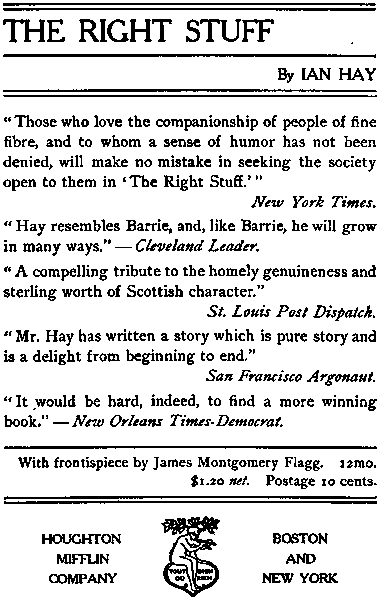 THE RIGHT STUFF
By IAN HAY
"Those who love the companionship of people of fine
fibre, and to whom a sense of humor has not been
denied, will make no mistake in seeking the society
open to them in 'The Right Stuff.'"
New York Times.
"Hay resembles Barrie, and, like Barrie, he will grow
in many ways." — Cleveland Leader.
"A compelling tribute to the homely genuineness and
sterling worth of Scottish character."
St. Louis Post Dispatch.
"Mr. Hay has written a story which is pure story and
is a delight from beginning to end."
San Francisco Argonaut.
"It would be hard, indeed, to find a more winning
book." — New Orleans Times-Democrat.
With frontispiece by James Montgomery Flagg. 12mo.
$1.20 net. Postage 10 cents.
HOUGHTON
MIFFLIN
COMPANY
TOUT BIEN
OU RIEN
BOSTON
AND
NEW YORK